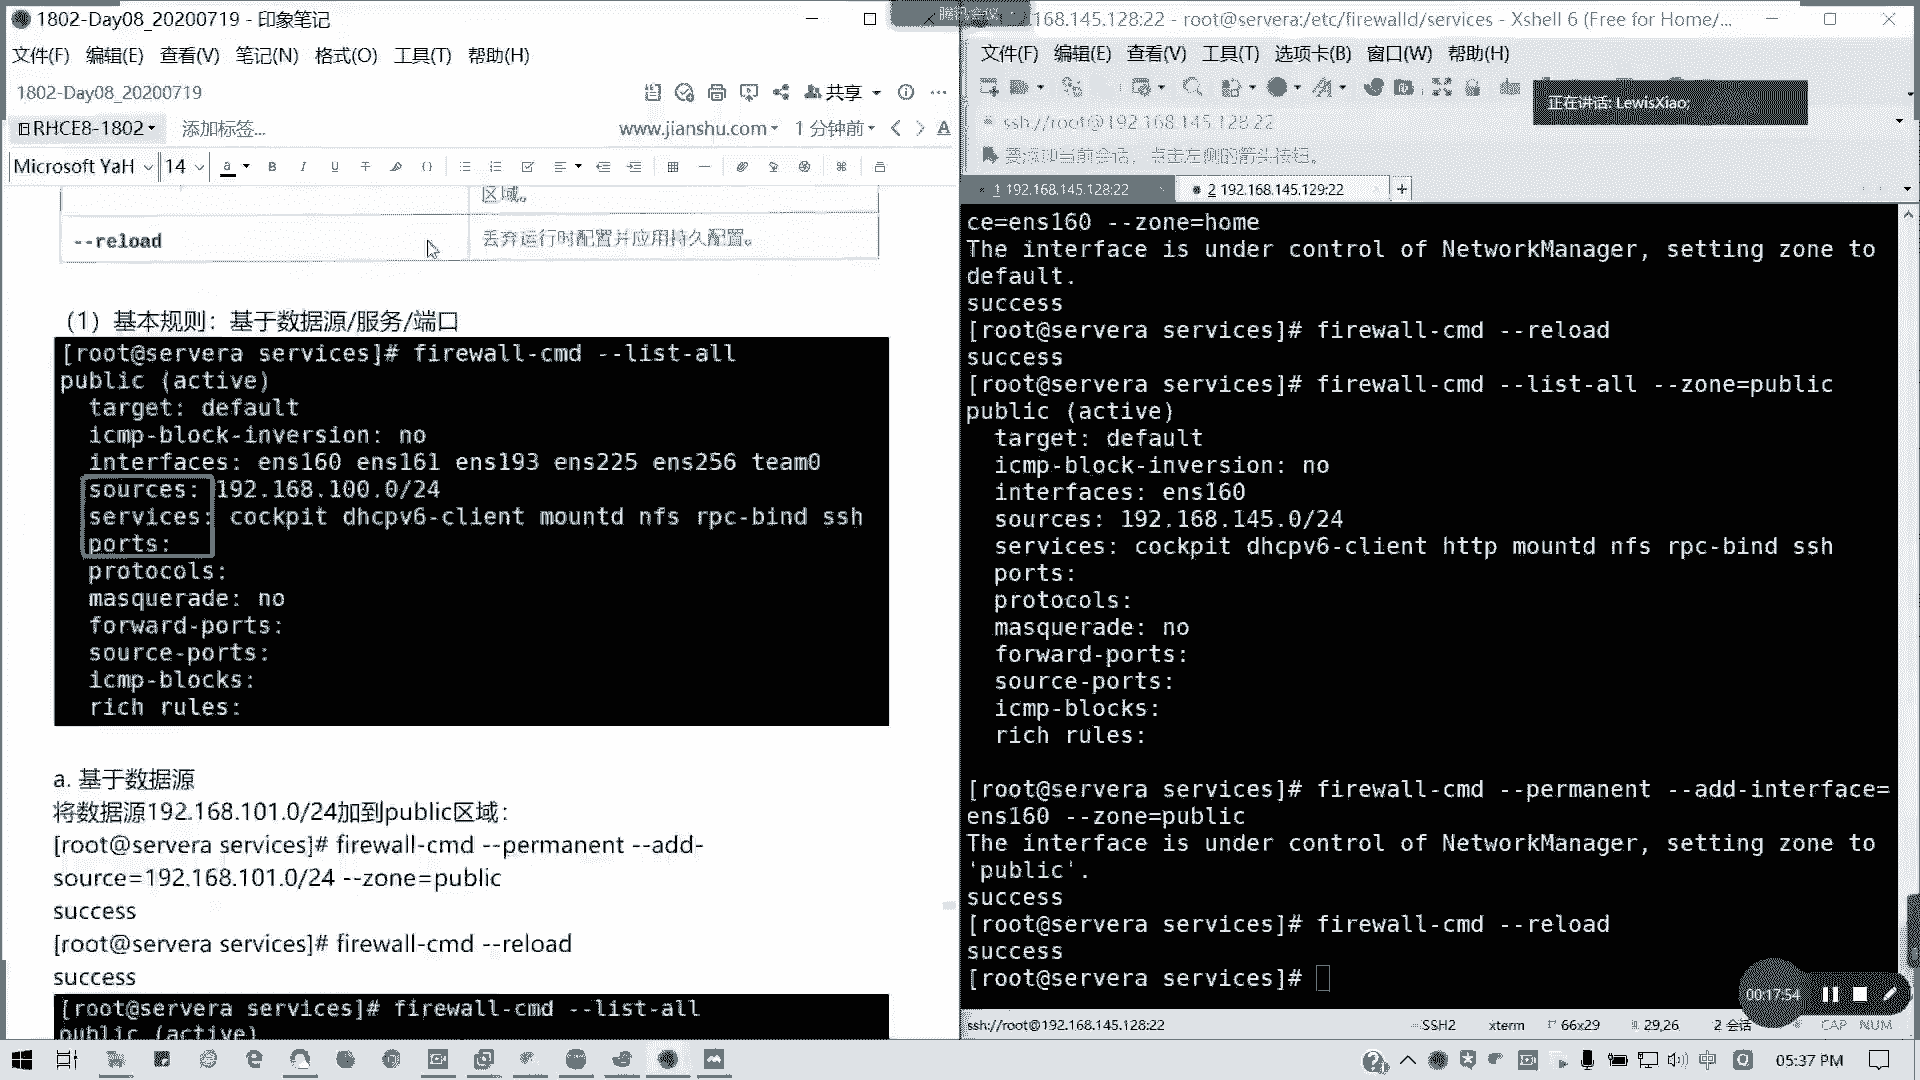 1802-Day08_20200719 - 印象笔记
文件(F) 编辑(E) 查看(V) 笔记(N) 格式(O) 工具(T) 帮助(H)
1802-Day08_20200719
共享
RHCE8-1802
添加标签...
www.jianshu.com
1 分钟前
Microsoft YaH
14
区域。
--reload
丢弃运行时配置并应用持久配置。
（1）基本规则：基于数据源/服务/端口
[root@servera services]# firewall-cmd --list-all
public (active)
target: default
icmp-block-inversion: no
interfaces: ens160 ens161 ens193 ens225 ens256 team0
sources: 192.168.100.0/24
services: cockpit dhcpv6-client mountd nfs rpc-bind ssh
ports:
protocols:
masquerade: no
forward-ports:
source-ports:
icmp-blocks:
rich rules:
a. 基于数据源
将数据源192.168.101.0/24加到public区域：
[root@servera services]# firewall-cmd --permanent --add-
source=192.168.101.0/24 --zone=public
success
[root@servera services]# firewall-cmd --reload
success
[root@servera services]# firewall-cmd --list-all
public (active)
腾讯会议
168.145.128:22 - root@servera:/etc/firewalld/services - Xshell 6 (Free for Home/...
文件(F) 编辑(E) 查看(V) 工具(T) 选项卡(B) 窗口(W) 帮助(H)
正在讲话: LewisXiao;
ssh://root@192.168.145.128:22
要添加当前会话，点击左侧的箭头按钮。
1 192.168.145.128:22
2 192.168.145.129:22
ce=ens160 --zone=home
The interface is under control of NetworkManager, setting zone to
default.
success
[root@servera services]# firewall-cmd --reload
success
[root@servera services]# firewall-cmd --list-all --zone=public
public (active)
target: default
icmp-block-inversion: no
interfaces: ens160
sources: 192.168.145.0/24
services: cockpit dhcpv6-client http mountd nfs rpc-bind ssh
ports:
protocols:
masquerade: no
forward-ports:
source-ports:
icmp-blocks:
rich rules:
[root@servera services]# firewall-cmd --permanent --add-interface=
ens160 --zone=public
The interface is under control of NetworkManager, setting zone to
'public'.
success
[root@servera services]# firewall-cmd --reload
success
[root@servera services]#
00:17:54
ssh://root@192.168.145.128:22
SSH2
xterm
66x29
29,26
2 会话
CAP NUM
中
05:37 PM